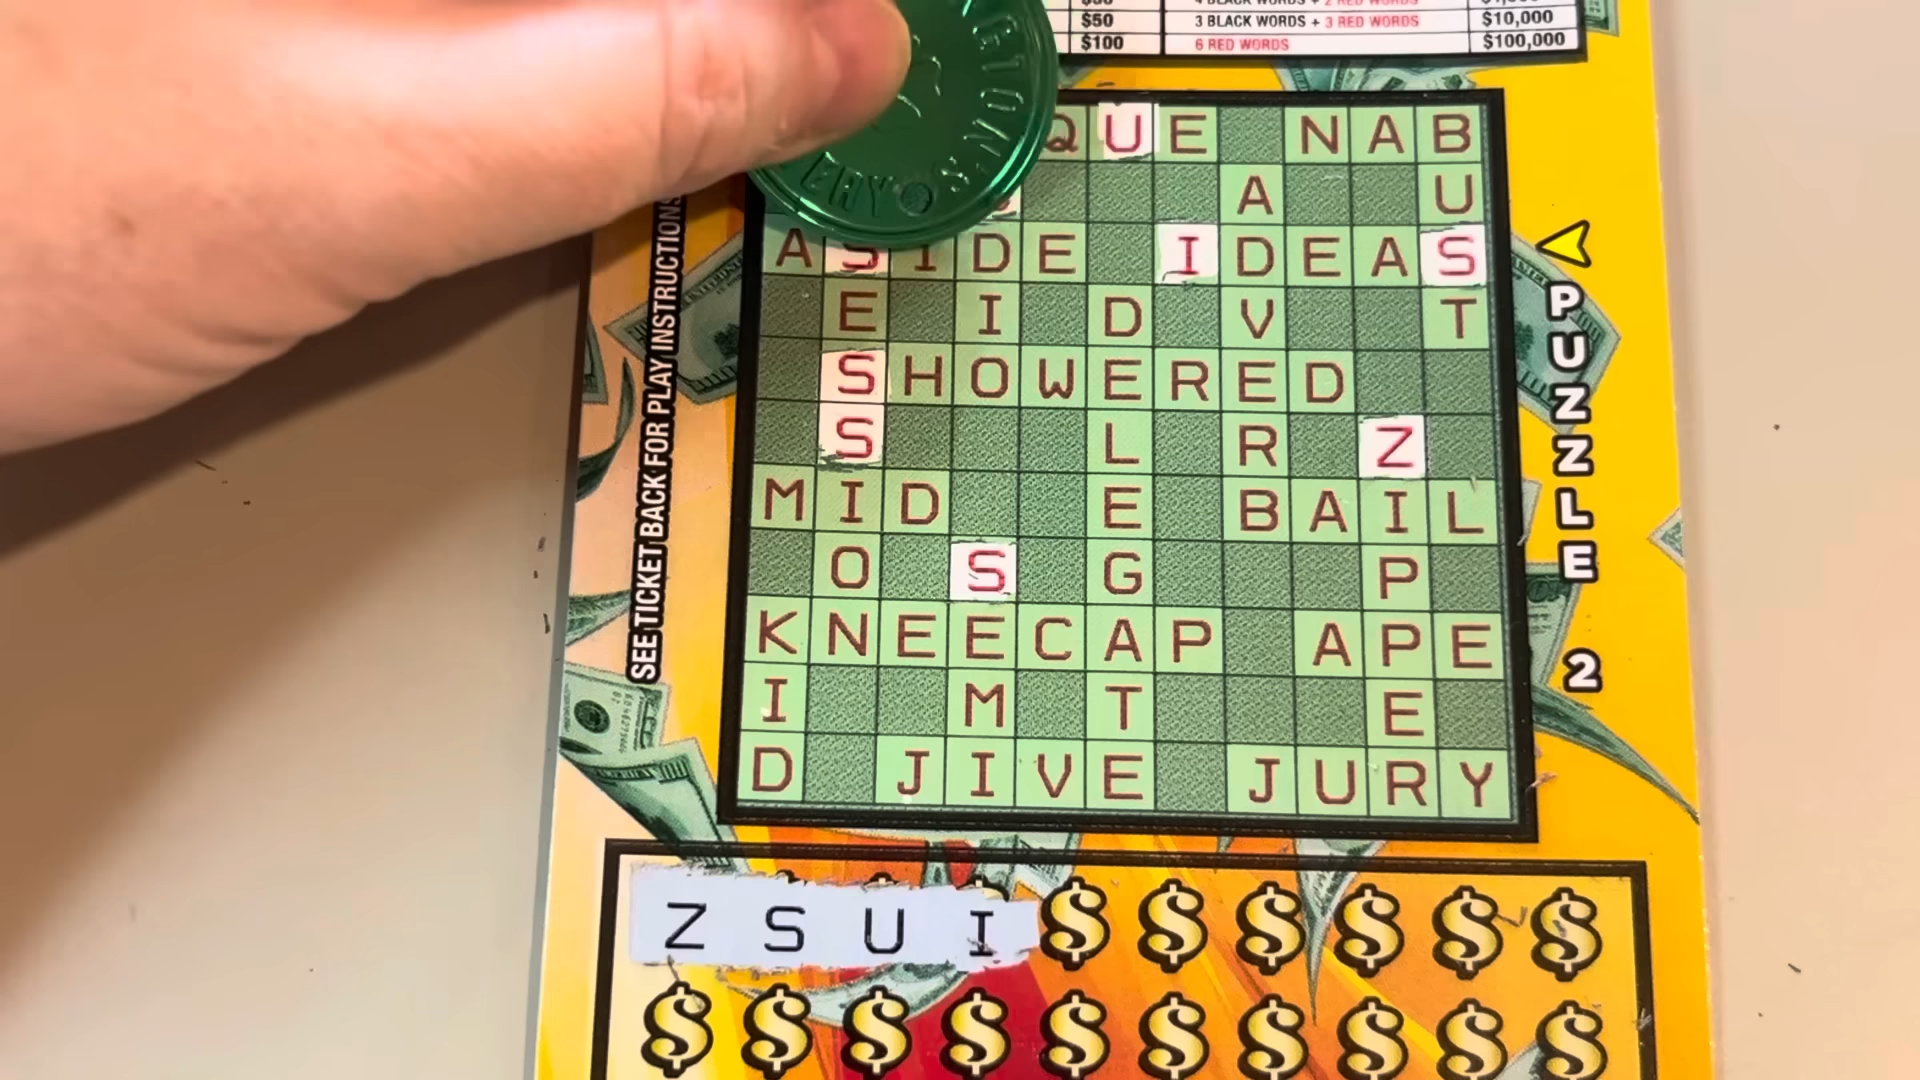 4 BLACK WORDS + 2 RED WORDS
$50 3 BLACK WORDS + 3 RED WORDS $10,000
$100 6 RED WORDS $100,000
QUE NAB
A U
ASIDE IDEAS
E I D V T
SHOWERED
S L R Z
MID E BAIL
O S G P
KNEECAP APE
I M T E
D JIVE JURY
SEE TICKET BACK FOR PLAY INSTRUCTIONS
PUZZLE 2
Z S U I